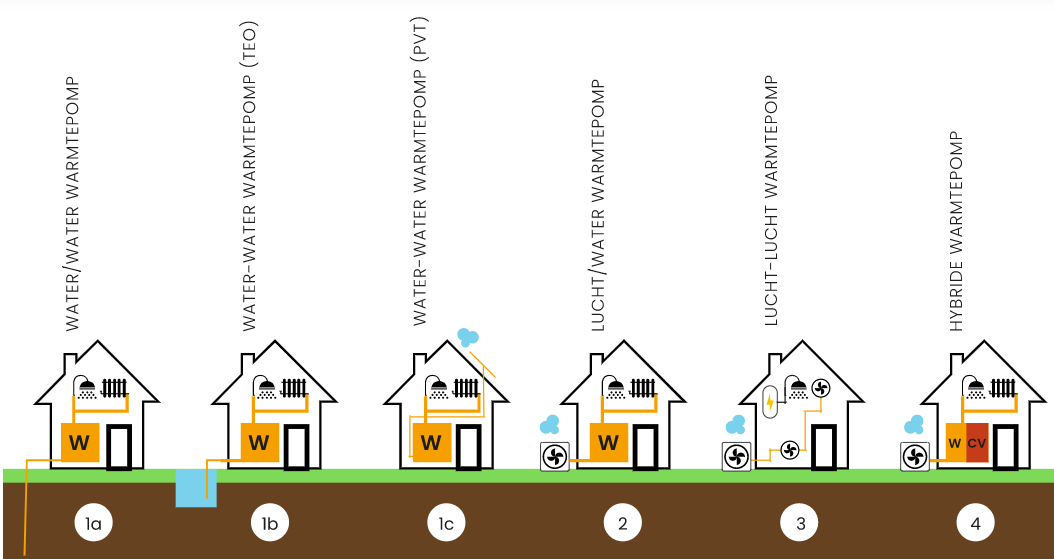 WATER/WATER WARMTEPOMP
WATER-WATER WARMTEPOMP (TEO)
WATER-WATER WARMTEPOMP (PVT)
LUCHT/WATER WARMTEPOMP
LUCHT-LUCHT WARMTEPOMP
HYBRIDE WARMTEPOMP
W
W
W
W
W CV
1a
1b
1c
2
3
4